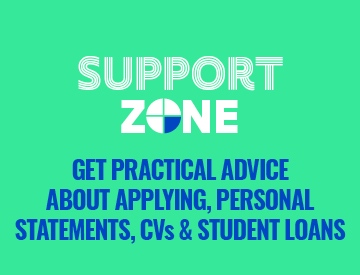 SUPPORT
ZONE
GET PRACTICAL ADVICE
ABOUT APPLYING, PERSONAL
STATEMENTS, CVs & STUDENT LOANS